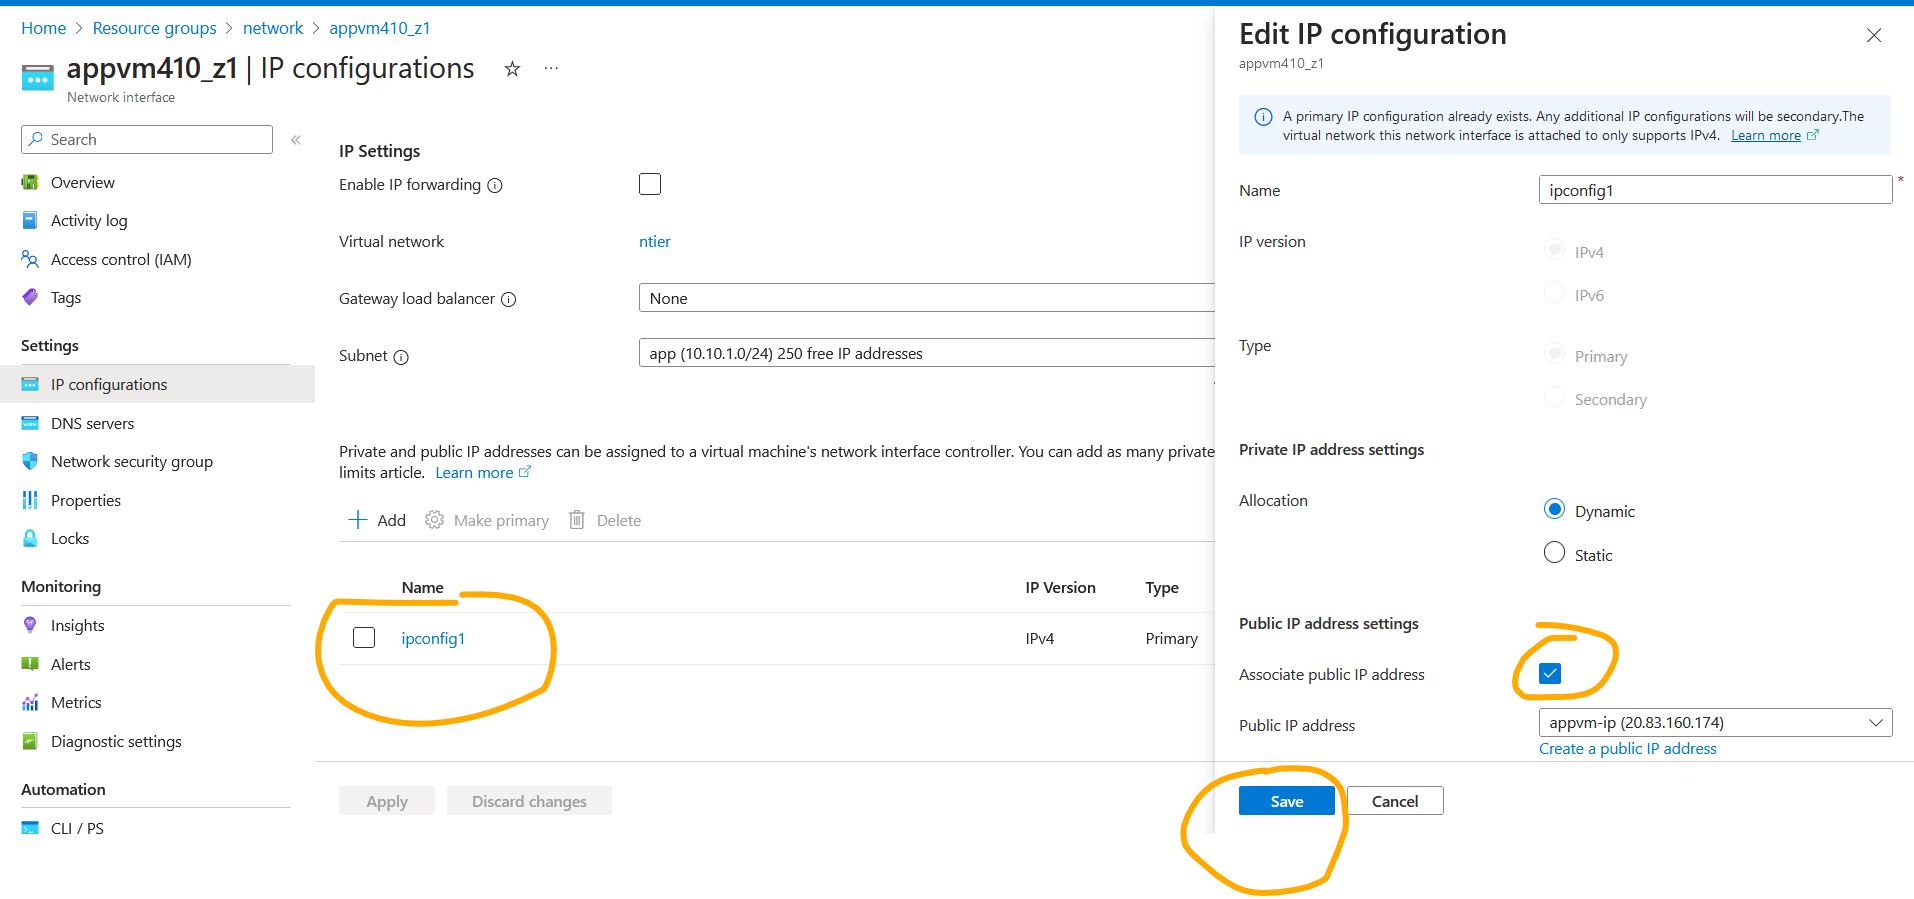 Home > Resource groups > network > appvm410_z1
appvm410_z1 | IP configurations
Network interface
Search
Overview
Activity log
Access control (IAM)
Tags
Settings
IP configurations
DNS servers
Network security group
Properties
Locks
Monitoring
Insights
Alerts
Metrics
Diagnostic settings
Automation
CLI / PS
IP Settings
Enable IP forwarding
Virtual network
ntier
Gateway load balancer
None
Subnet
app (10.10.1.0/24) 250 free IP addresses
Private and public IP addresses can be assigned to a virtual machine's network interface controller. You can add as many private
limits article. Learn more
Add Make primary Delete
Name IP Version Type
ipconfig1 IPv4 Primary
Apply Discard changes
Edit IP configuration
appvm410_z1
A primary IP configuration already exists. Any additional IP configurations will be secondary.The
virtual network this network interface is attached to only supports IPv4. Learn more
Name
ipconfig1 *
IP version
IPv4
IPv6
Type
Primary
Secondary
Private IP address settings
Allocation
Dynamic
Static
Public IP address settings
Associate public IP address
Public IP address
appvm-ip (20.83.160.174)
Create a public IP address
Save Cancel